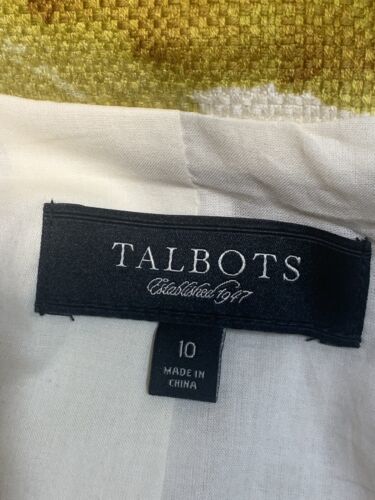 TALBOTS
Established 1947
10
MADE IN
CHINA